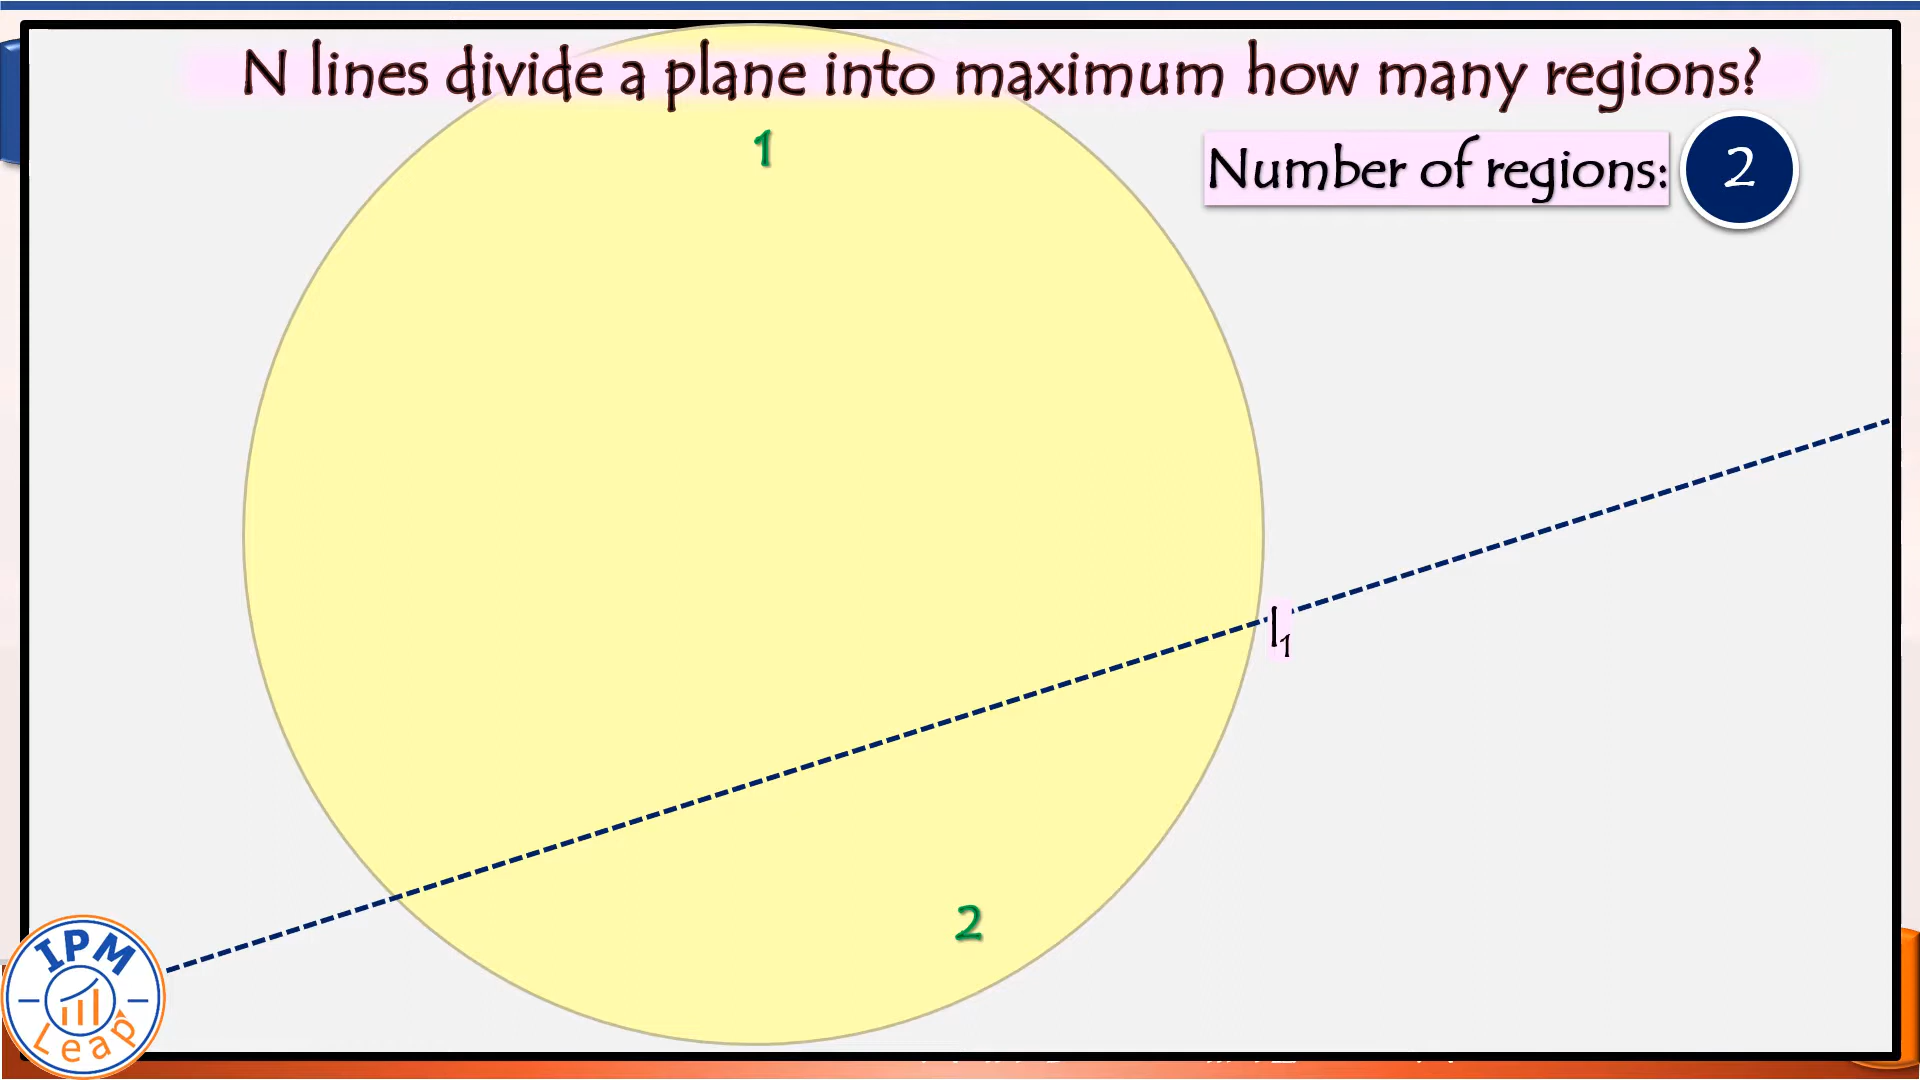 N lines divide a plane into maximum how many regions?
1
Number of regions: 2
l₁
2
IPM
Leap